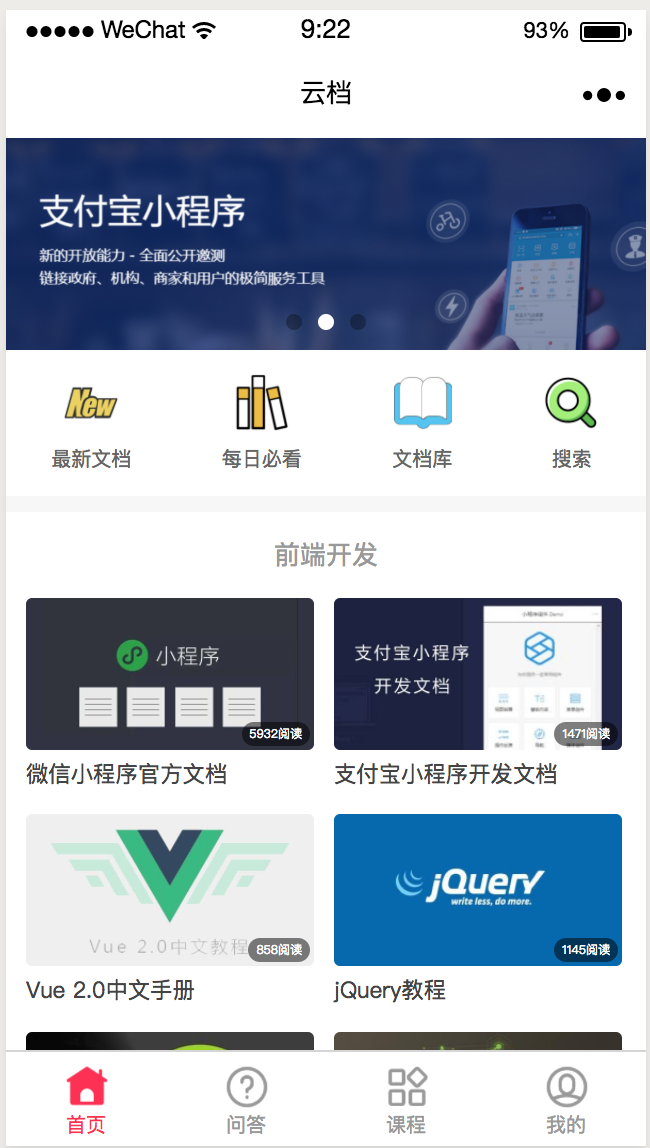 WeChat 9:22 93%
云档
支付宝小程序
新的开放能力 - 全面公开邀测
链接政府、机构、商家和用户的极简服务工具
New
最新文档 每日必看 文档库 搜索
前端开发
小程序
5932阅读
微信小程序官方文档
支付宝小程序
开发文档
1471阅读
支付宝小程序开发文档
Vue 2.0中文教程
858阅读
Vue 2.0中文手册
jQuery
write less, do more.
1145阅读
jQuery教程
首页 问答 课程 我的